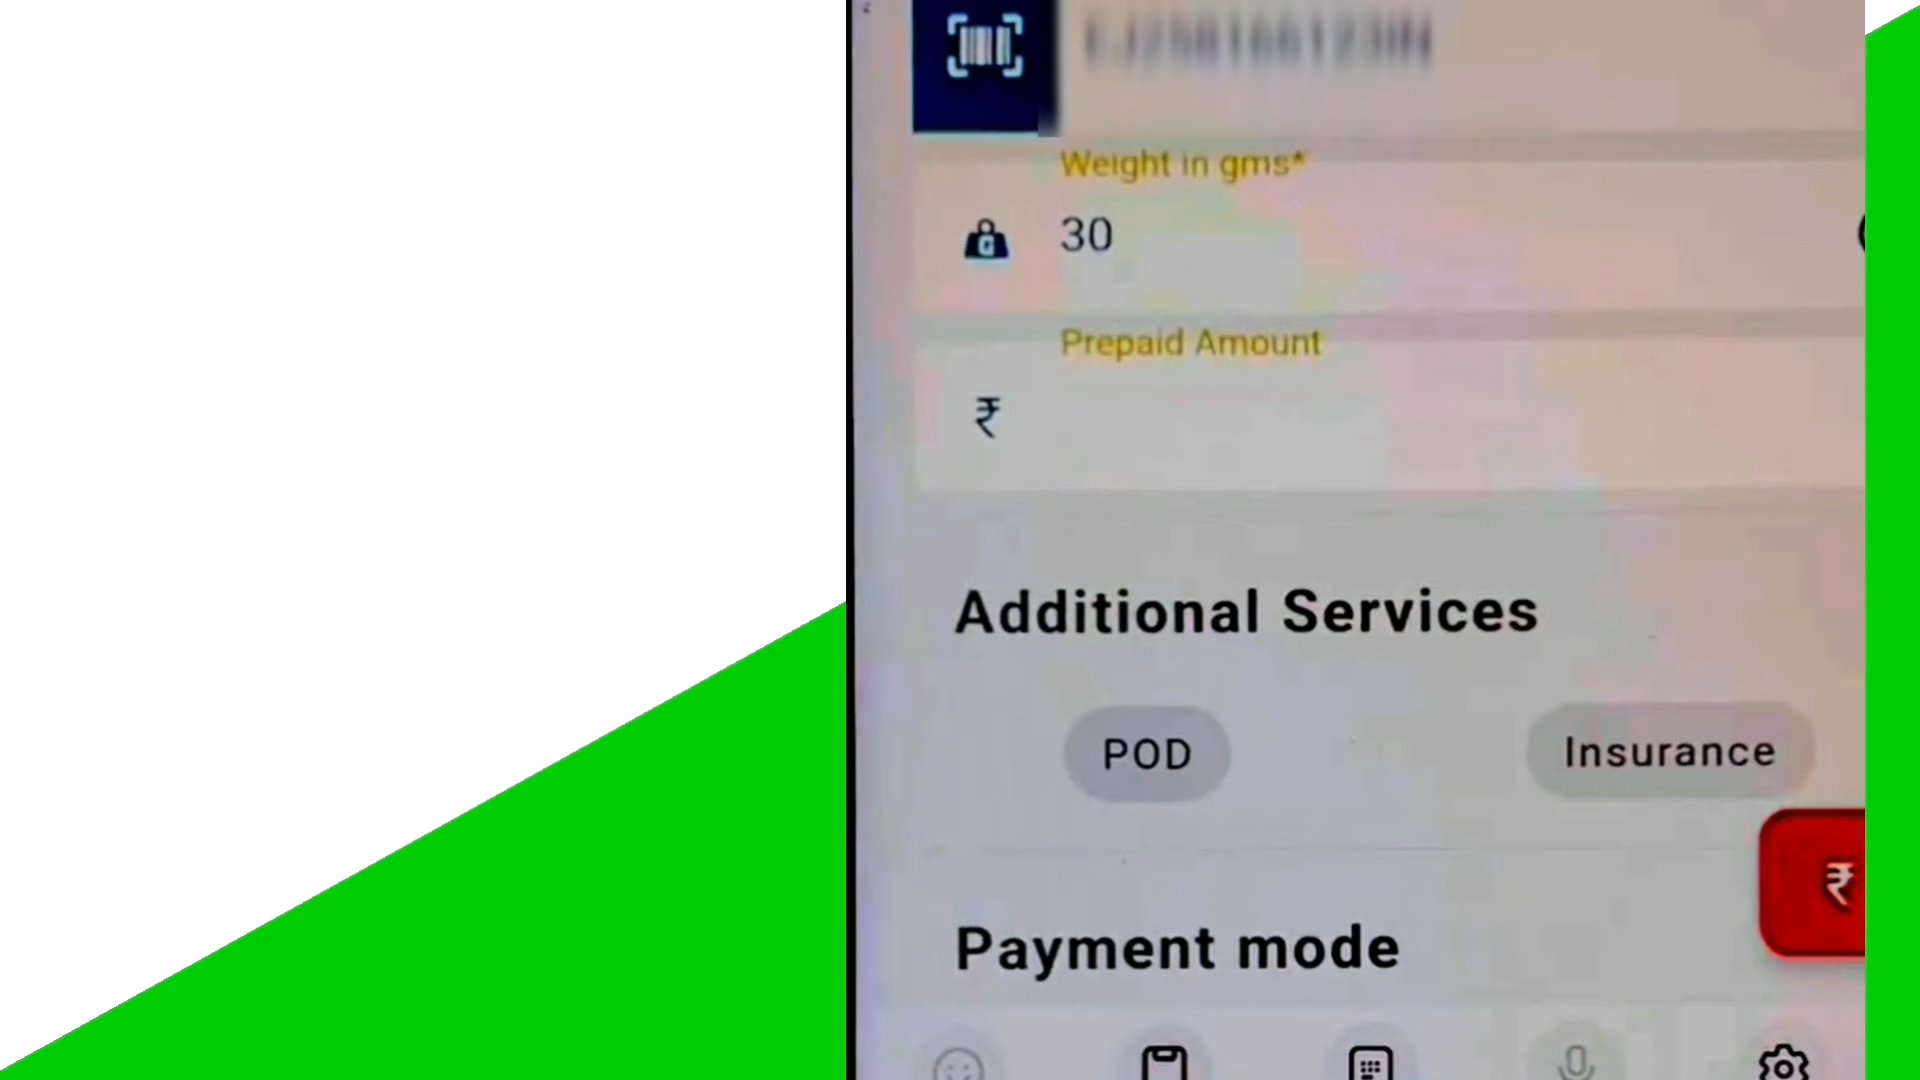 Weight in gms*
30
Prepaid Amount
₹
Additional Services
POD
Insurance
₹
Payment mode